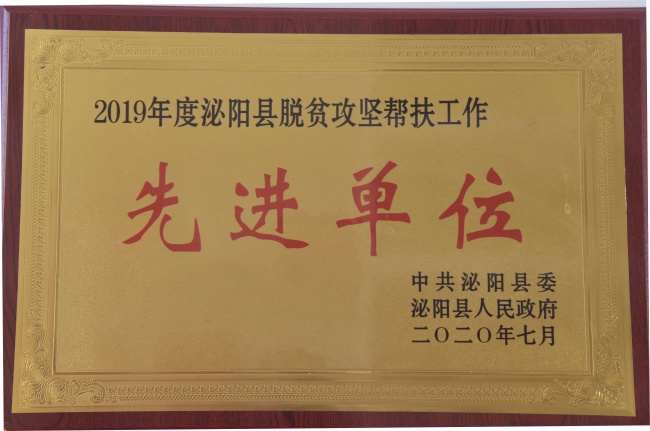 2019年度泌阳县脱贫攻坚帮扶工作
先进单位
中共泌阳县委
泌阳县人民政府
二〇二〇年七月